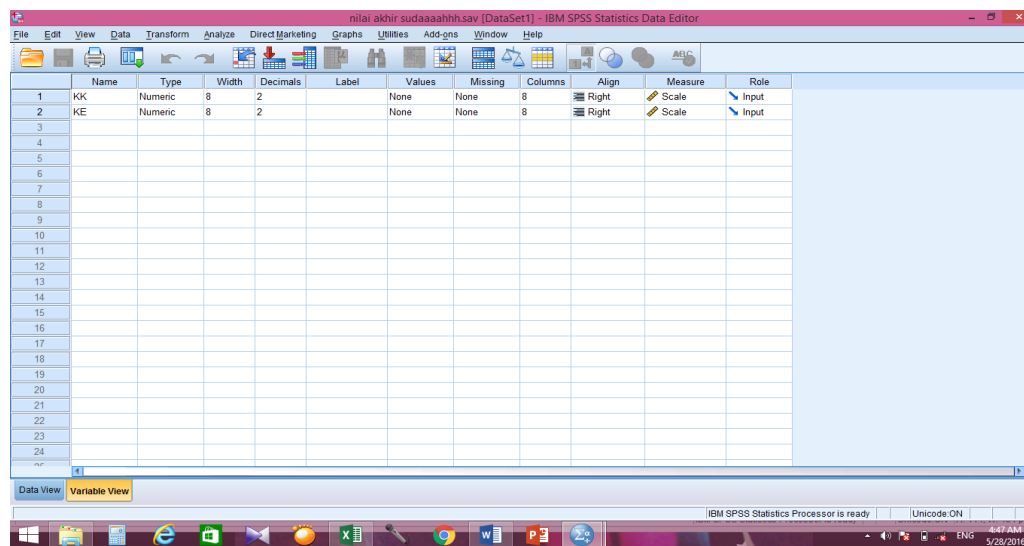 nilai akhir sudaaaahhh.sav [DataSet1] - IBM SPSS Statistics Data Editor
File Edit View Data Transform Analyze Direct Marketing Graphs Utilities Add-ons Window Help
Name Type Width Decimals Label Values Missing Columns Align Measure Role
1 KK Numeric 8 2 None None 8 Right Scale Input
2 KE Numeric 8 2 None None 8 Right Scale Input
3
4
5
6
7
8
9
10
11
12
13
14
15
16
17
18
19
20
21
22
23
24
Data View Variable View
IBM SPSS Statistics Processor is ready Unicode:ON
ENG
4:47 AM
5/28/2016